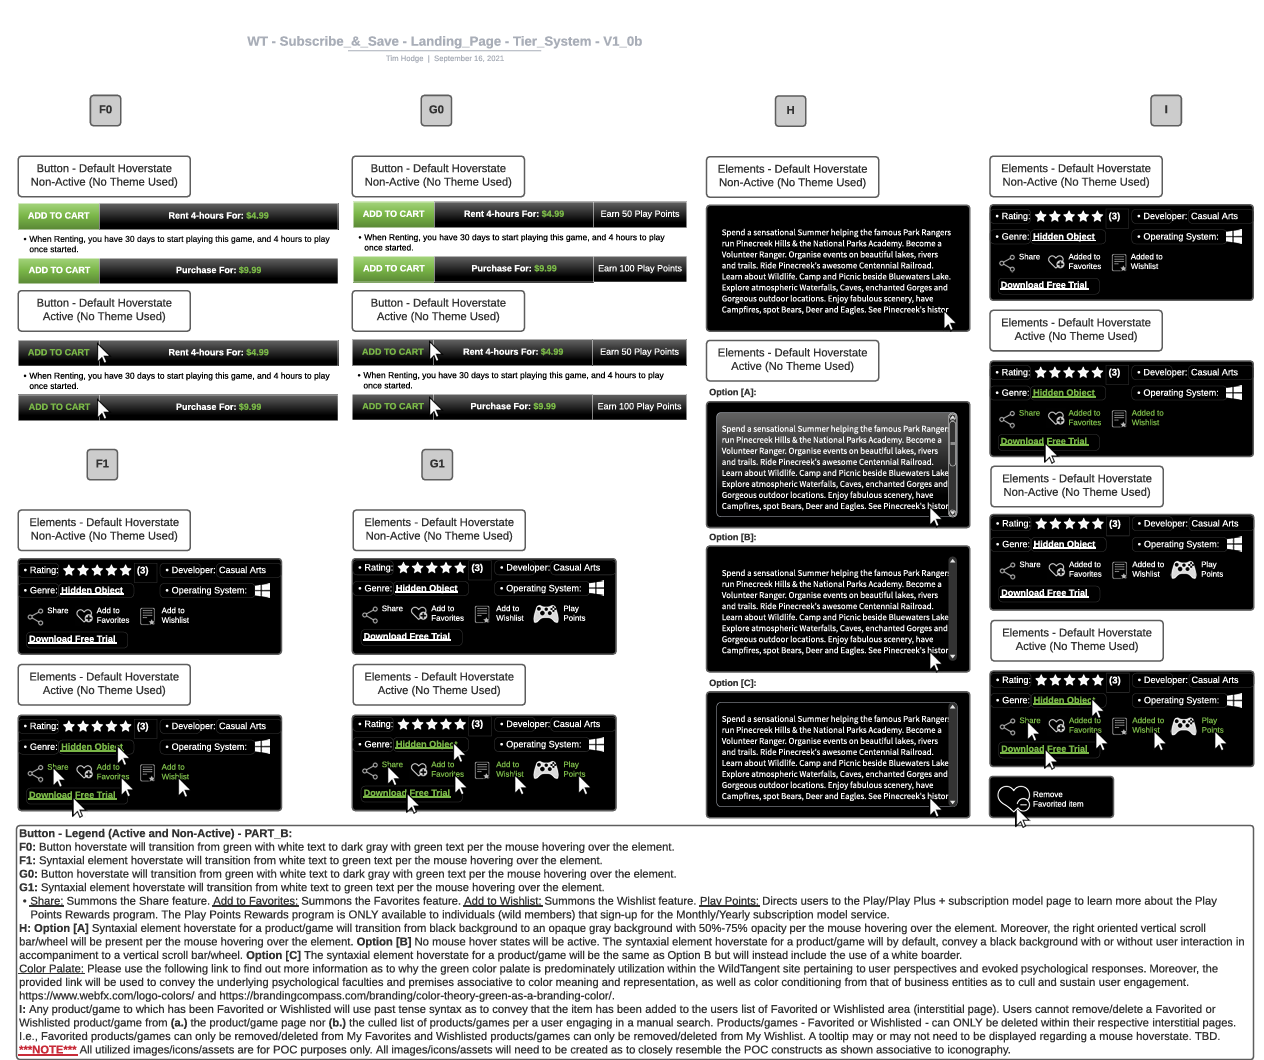 WT - Subscribe_&_Save - Landing_Page - Tier_System - V1_0b
Tim Hodge | September 16, 2021
F0
Button - Default Hoverstate
Non-Active (No Theme Used)
ADD TO CART Rent 4-hours For: $4.99
• When Renting, you have 30 days to start playing this game, and 4 hours to play
once started.
ADD TO CART Purchase For: $9.99
Button - Default Hoverstate
Active (No Theme Used)
ADD TO CART Rent 4-hours For: $4.99
• When Renting, you have 30 days to start playing this game, and 4 hours to play
once started.
ADD TO CART Purchase For: $9.99
G0
Button - Default Hoverstate
Non-Active (No Theme Used)
ADD TO CART Rent 4-hours For: $4.99 Earn 50 Play Points
• When Renting, you have 30 days to start playing this game, and 4 hours to play
once started.
ADD TO CART Purchase For: $9.99 Earn 100 Play Points
Button - Default Hoverstate
Active (No Theme Used)
ADD TO CART Rent 4-hours For: $4.99 Earn 50 Play Points
• When Renting, you have 30 days to start playing this game, and 4 hours to play
once started.
ADD TO CART Purchase For: $9.99 Earn 100 Play Points
F1
Elements - Default Hoverstate
Non-Active (No Theme Used)
• Rating: (3) • Developer: Casual Arts
• Genre: Hidden Object • Operating System:
Share Add to Favorites Add to Wishlist
Download Free Trial
Elements - Default Hoverstate
Active (No Theme Used)
• Rating: (3) • Developer: Casual Arts
• Genre: Hidden Object • Operating System:
Share Add to Favorites Add to Wishlist
Download Free Trial
G1
Elements - Default Hoverstate
Non-Active (No Theme Used)
• Rating: (3) • Developer: Casual Arts
• Genre: Hidden Object • Operating System:
Share Add to Favorites Add to Wishlist Play Points
Download Free Trial
Elements - Default Hoverstate
Active (No Theme Used)
• Rating: (3) • Developer: Casual Arts
• Genre: Hidden Object • Operating System:
Share Add to Favorites Add to Wishlist Play Points
Download Free Trial
H
Elements - Default Hoverstate
Non-Active (No Theme Used)
Spend a sensational Summer helping the famous Park Rangers
run Pinecreek Hills & the National Parks Academy. Become a
Volunteer Ranger. Organise events on beautiful lakes, rivers
and trails. Ride Pinecreek's awesome Centennial Railroad.
Learn about Wildlife. Camp and Picnic beside Bluewaters Lake.
Explore atmospheric Waterfalls, Caves, enchanted Gorges and
Gorgeous outdoor locations. Enjoy fabulous scenery, have
Campfires, spot Bears, Deer and Eagles. See Pinecreek's histor
Elements - Default Hoverstate
Active (No Theme Used)
Option [A]:
Spend a sensational Summer helping the famous Park Rangers
run Pinecreek Hills & the National Parks Academy. Become a
Volunteer Ranger. Organise events on beautiful lakes, rivers
and trails. Ride Pinecreek's awesome Centennial Railroad.
Learn about Wildlife. Camp and Picnic beside Bluewaters Lake
Explore atmospheric Waterfalls, Caves, enchanted Gorges and
Gorgeous outdoor locations. Enjoy fabulous scenery, have
Campfires, spot Bears, Deer and Eagles. See Pinecreek's histor
Option [B]:
Spend a sensational Summer helping the famous Park Rangers
run Pinecreek Hills & the National Parks Academy. Become a
Volunteer Ranger. Organise events on beautiful lakes, rivers
and trails. Ride Pinecreek's awesome Centennial Railroad.
Learn about Wildlife. Camp and Picnic beside Bluewaters Lake
Explore atmospheric Waterfalls, Caves, enchanted Gorges and
Gorgeous outdoor locations. Enjoy fabulous scenery, have
Campfires, spot Bears, Deer and Eagles. See Pinecreek's histor
Option [C]:
Spend a sensational Summer helping the famous Park Rangers
run Pinecreek Hills & the National Parks Academy. Become a
Volunteer Ranger. Organise events on beautiful lakes, rivers
and trails. Ride Pinecreek's awesome Centennial Railroad.
Learn about Wildlife. Camp and Picnic beside Bluewaters Lake
Explore atmospheric Waterfalls, Caves, enchanted Gorges and
Gorgeous outdoor locations. Enjoy fabulous scenery, have
Campfires, spot Bears, Deer and Eagles. See Pinecreek's histor
I
Elements - Default Hoverstate
Non-Active (No Theme Used)
• Rating: (3) • Developer: Casual Arts
• Genre: Hidden Object • Operating System:
Share Added to Favorites Added to Wishlist
Download Free Trial
Elements - Default Hoverstate
Active (No Theme Used)
• Rating: (3) • Developer: Casual Arts
• Genre: Hidden Object • Operating System:
Share Added to Favorites Added to Wishlist
Download Free Trial
Elements - Default Hoverstate
Non-Active (No Theme Used)
• Rating: (3) • Developer: Casual Arts
• Genre: Hidden Object • Operating System:
Share Added to Favorites Added to Wishlist Play Points
Download Free Trial
Elements - Default Hoverstate
Active (No Theme Used)
• Rating: (3) • Developer: Casual Arts
• Genre: Hidden Object • Operating System:
Share Added to Favorites Added to Wishlist Play Points
Download Free Trial
Remove
Favorited item
Button - Legend (Active and Non-Active) - PART_B:
F0: Button hoverstate will transition from green with white text to dark gray with green text per the mouse hovering over the element.
F1: Syntaxial element hoverstate will transition from white text to green text per the mouse hovering over the element.
G0: Button hoverstate will transition from green with white text to dark gray with green text per the mouse hovering over the element.
G1: Syntaxial element hoverstate will transition from white text to green text per the mouse hovering over the element.
• Share: Summons the Share feature. Add to Favorites: Summons the Favorites feature. Add to Wishlist: Summons the Wishlist feature. Play Points: Directs users to the Play/Play Plus + subscription model page to learn more about the Play
Points Rewards program. The Play Points Rewards program is ONLY available to individuals (wild members) that sign-up for the Monthly/Yearly subscription model service.
H: Option [A] Syntaxial element hoverstate for a product/game will transition from black background to an opaque gray background with 50%-75% opacity per the mouse hovering over the element. Moreover, the right oriented vertical scroll
bar/wheel will be present per the mouse hovering over the element. Option [B] No mouse hover states will be active. The syntaxial element hoverstate for a product/game will by default, convey a black background with or without user interaction in
accompaniment to a vertical scroll bar/wheel. Option [C] The syntaxial element hoverstate for a product/game will be the same as Option B but will instead include the use of a white boarder.
Color Palate: Please use the following link to find out more information as to why the green color palate is predominately utilization within the WildTangent site pertaining to user perspectives and evoked psychological responses. Moreover, the
provided link will be used to convey the underlying psychological faculties and premises associative to color meaning and representation, as well as color conditioning from that of business entities as to cull and sustain user engagement.
https://www.webfx.com/logo-colors/ and https://brandingcompass.com/branding/color-theory-green-as-a-branding-color/.
I: Any product/game to which has been Favorited or Wishlisted will use past tense syntax as to convey that the item has been added to the users list of Favorited or Wishlisted area (interstitial page). Users cannot remove/delete a Favorited or
Wishlisted product/game from (a.) the product/game page nor (b.) the culled list of products/games per a user engaging in a manual search. Products/games - Favorited or Wishlisted - can ONLY be deleted within their respective interstitial pages.
I.e., Favorited products/games can only be removed/deleted from My Favorites and Wishlisted products/games can only be removed/deleted from My Wishlist. A tooltip may or may not need to be displayed regarding a mouse hoverstate. TBD.
***NOTE*** All utilized images/icons/assets are for POC purposes only. All images/icons/assets will need to be created as to closely resemble the POC constructs as shown associative to iconography.